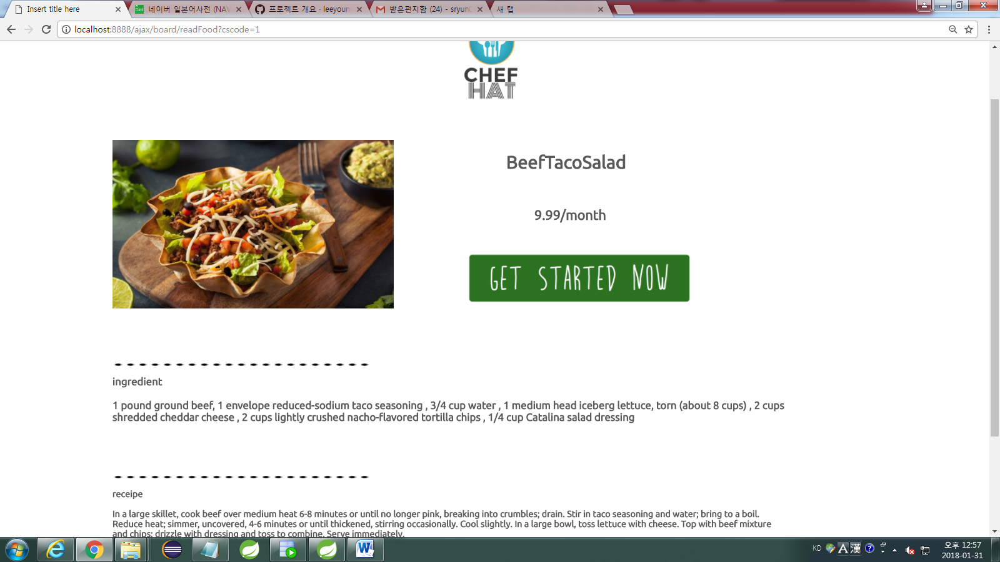 Insert title here
네이버 일본어사전 (NAV
프로젝트 개요 · leeyoun
받은편지함 (24) - sryun0
새 탭
localhost:8888/ajax/board/readFood?cscode=1
CHEF
HAT
BeefTacoSalad
9.99/month
GET STARTED NOW
ingredient
1 pound ground beef, 1 envelope reduced-sodium taco seasoning , 3/4 cup water , 1 medium head iceberg lettuce, torn (about 8 cups) , 2 cups
shredded cheddar cheese , 2 cups lightly crushed nacho-flavored tortilla chips , 1/4 cup Catalina salad dressing
receipe
In a large skillet, cook beef over medium heat 6-8 minutes or until no longer pink, breaking into crumbles; drain. Stir in taco seasoning and water; bring to a boil.
Reduce heat; simmer, uncovered, 4-6 minutes or until thickened, stirring occasionally. Cool slightly. In a large bowl, toss lettuce with cheese. Top with beef mixture
and chips; drizzle with dressing and toss to combine. Serve immediately.
KO
A 漢
오후 12:57
2018-01-31